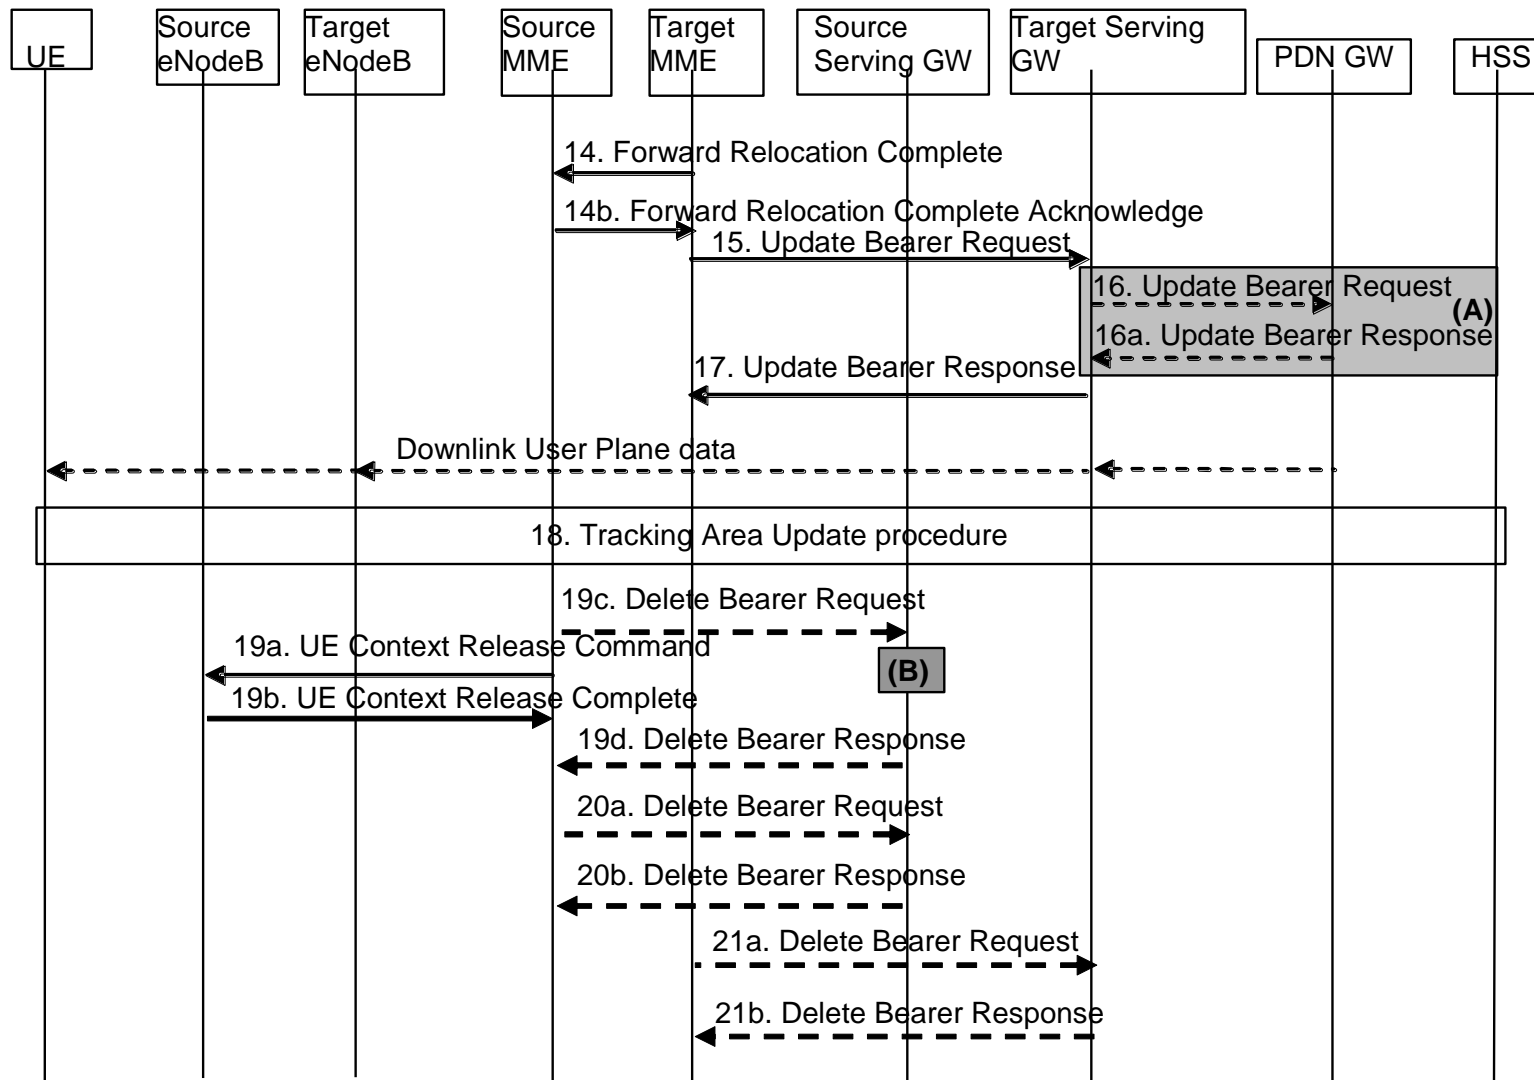 UE
Source
eNodeB
Target
eNodeB
Source
MME
Target
MME
Source
Serving GW
Target Serving
GW
PDN GW
HSS
14. Forward Relocation Complete
14b. Forward Relocation Complete Acknowledge
15. Update Bearer Request
16. Update Bearer Request
(A)
16a. Update Bearer Response
17. Update Bearer Response
Downlink User Plane data
18. Tracking Area Update procedure
19c. Delete Bearer Request
19a. UE Context Release Command
(B)
19b. UE Context Release Complete
19d. Delete Bearer Response
20a. Delete Bearer Request
20b. Delete Bearer Response
21a. Delete Bearer Request
21b. Delete Bearer Response